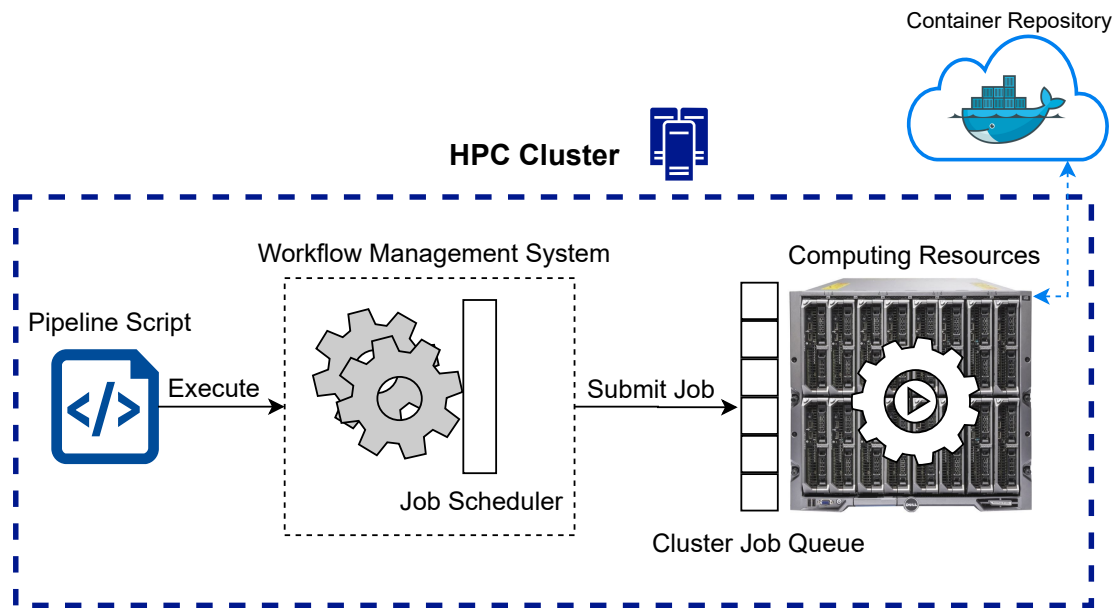 Container Repository
HPC Cluster
Workflow Management System
Computing Resources
Pipeline Script
</>
Execute
Submit Job
Job Scheduler
Cluster Job Queue